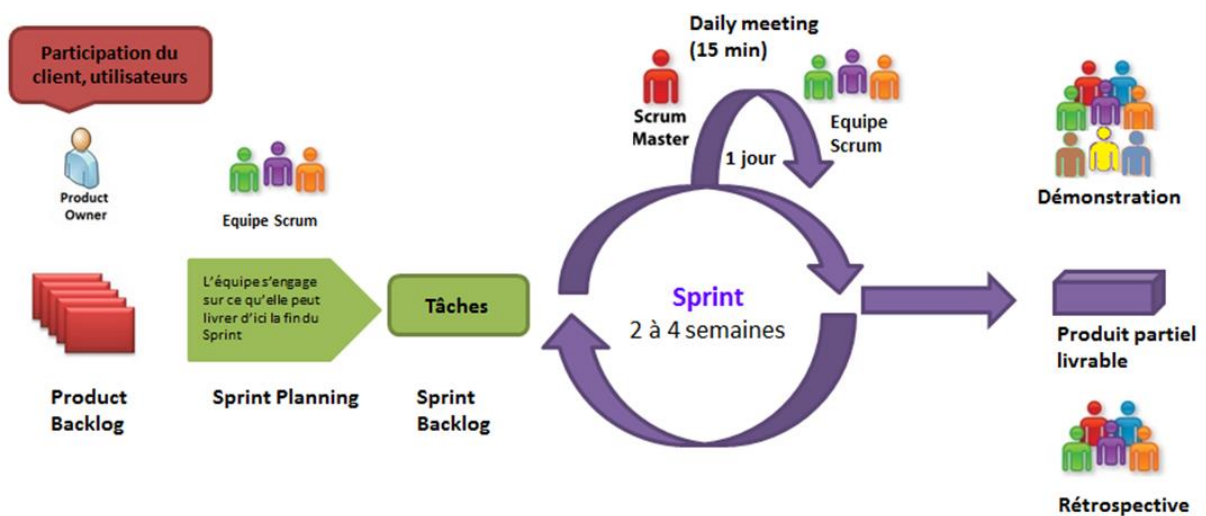 Participation du
client, utilisateurs
Product
Owner
Equipe Scrum
Daily meeting
(15 min)
Scrum
Master
1 jour
Equipe
Scrum
Démonstration
L'équipe s'engage
sur ce qu'elle peut
livrer d'ici la fin du
Sprint
Tâches
Sprint
2 à 4 semaines
Produit partiel
livrable
Product
Backlog
Sprint Planning
Sprint
Backlog
Rétrospective